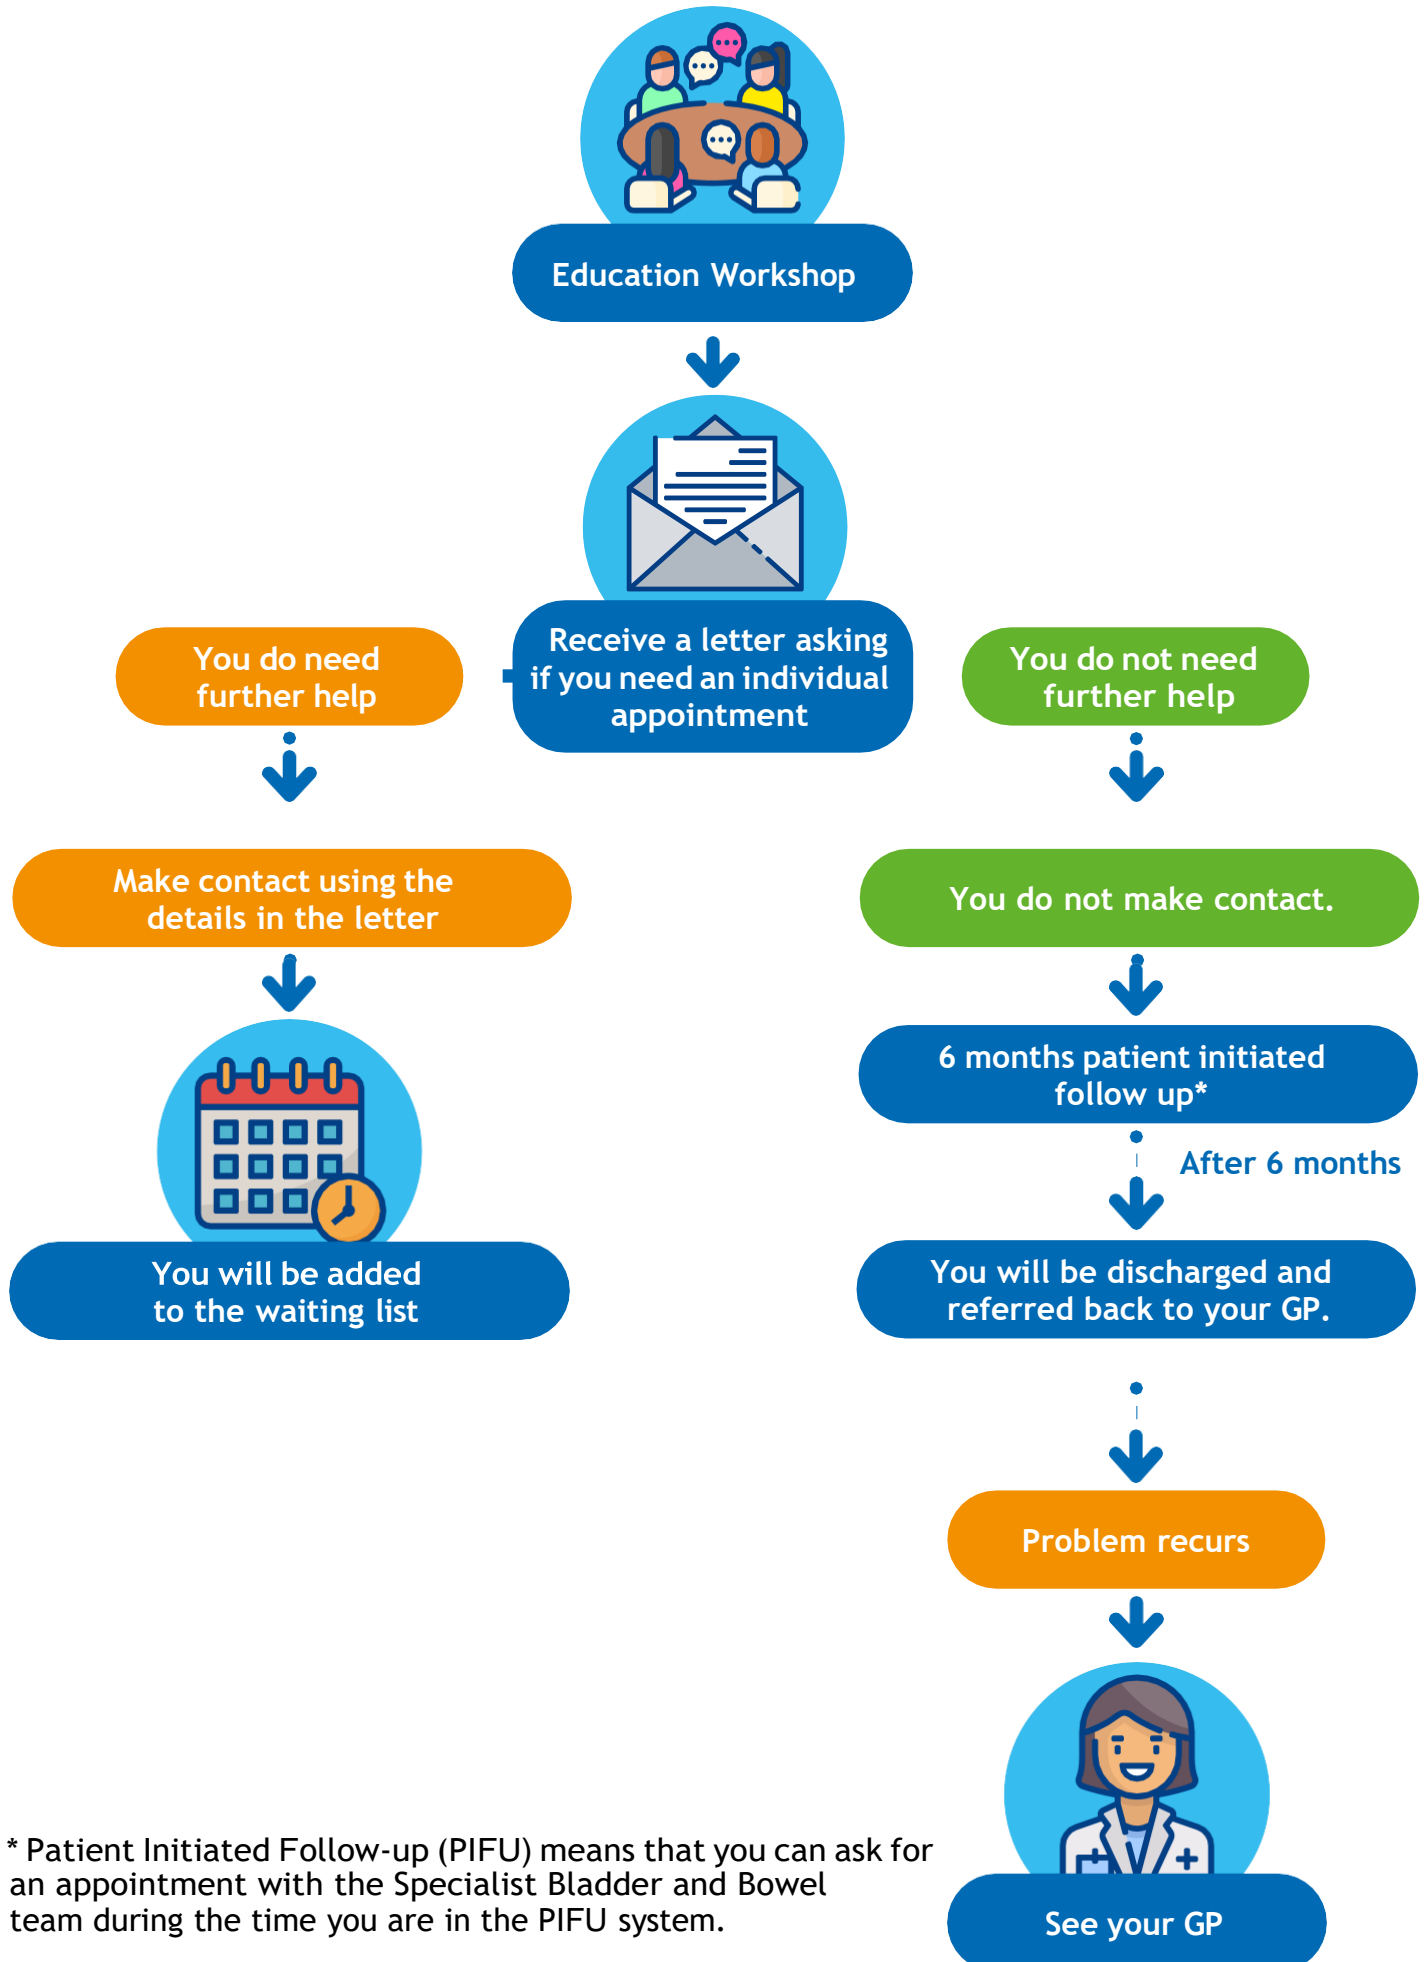 Education Workshop
Receive a letter asking
if you need an individual
appointment
You do need
further help
You do not need
further help
Make contact using the
details in the letter
You do not make contact.
6 months patient initiated
follow up*
After 6 months
You will be added
to the waiting list
You will be discharged and
referred back to your GP.
Problem recurs
See your GP
* Patient Initiated Follow-up (PIFU) means that you can ask for
an appointment with the Specialist Bladder and Bowel
team during the time you are in the PIFU system.